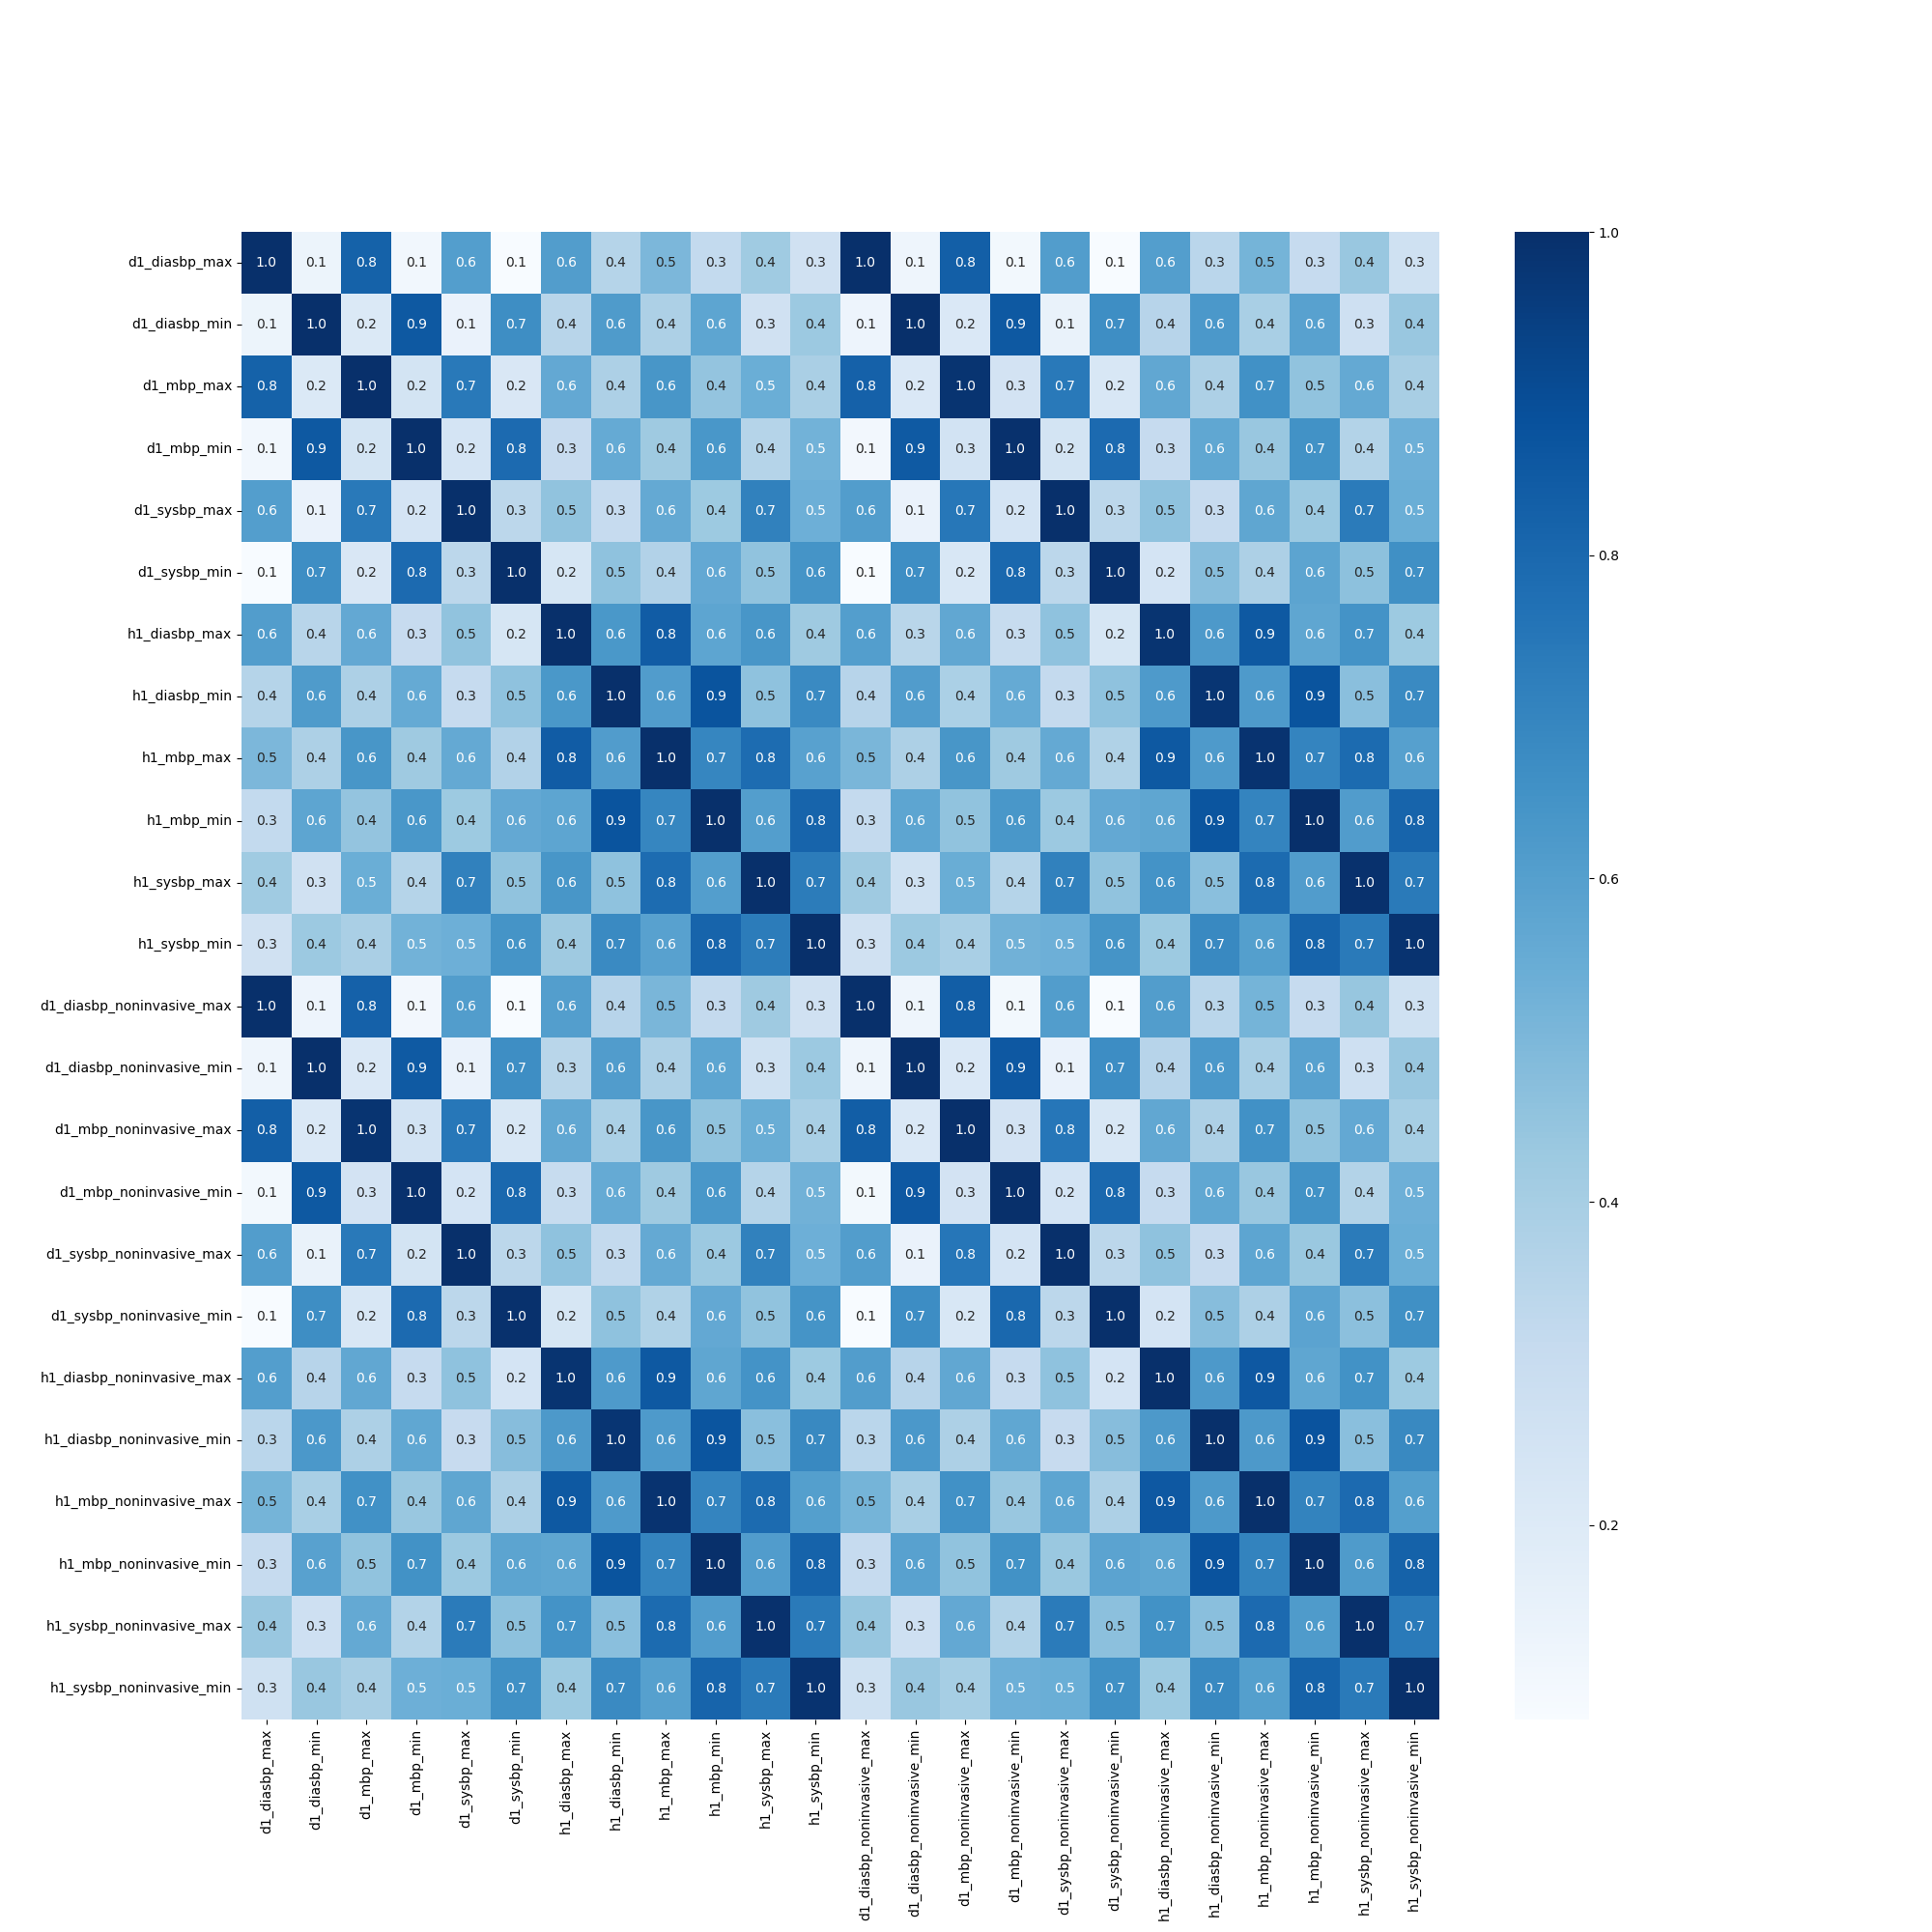 d1_diasbp_max 1.0 0.1 0.8 0.1 0.6 0.1 0.6 0.4 0.5 0.3 0.4 0.3 1.0 0.1 0.8 0.1 0.6 0.1 0.6 0.3 0.5 0.3 0.4 0.3
d1_diasbp_min 0.1 1.0 0.2 0.9 0.1 0.7 0.4 0.6 0.4 0.6 0.3 0.4 0.1 1.0 0.2 0.9 0.1 0.7 0.4 0.6 0.4 0.6 0.3 0.4
d1_mbp_max 0.8 0.2 1.0 0.2 0.7 0.2 0.6 0.4 0.6 0.4 0.5 0.4 0.8 0.2 1.0 0.3 0.7 0.2 0.6 0.4 0.7 0.5 0.6 0.4
d1_mbp_min 0.1 0.9 0.2 1.0 0.2 0.8 0.3 0.6 0.4 0.6 0.4 0.5 0.1 0.9 0.3 1.0 0.2 0.8 0.3 0.6 0.4 0.7 0.4 0.5
d1_sysbp_max 0.6 0.1 0.7 0.2 1.0 0.3 0.5 0.3 0.6 0.4 0.7 0.5 0.6 0.1 0.7 0.2 1.0 0.3 0.5 0.3 0.6 0.4 0.7 0.5
d1_sysbp_min 0.1 0.7 0.2 0.8 0.3 1.0 0.2 0.5 0.4 0.6 0.5 0.6 0.1 0.7 0.2 0.8 0.3 1.0 0.2 0.5 0.4 0.6 0.5 0.7
h1_diasbp_max 0.6 0.4 0.6 0.3 0.5 0.2 1.0 0.6 0.8 0.6 0.6 0.4 0.6 0.3 0.6 0.3 0.5 0.2 1.0 0.6 0.9 0.6 0.7 0.4
h1_diasbp_min 0.4 0.6 0.4 0.6 0.3 0.5 0.6 1.0 0.6 0.9 0.5 0.7 0.4 0.6 0.4 0.6 0.3 0.5 0.6 1.0 0.6 0.9 0.5 0.7
h1_mbp_max 0.5 0.4 0.6 0.4 0.6 0.4 0.8 0.6 1.0 0.7 0.8 0.6 0.5 0.4 0.6 0.4 0.6 0.4 0.9 0.6 1.0 0.7 0.8 0.6
h1_mbp_min 0.3 0.6 0.4 0.6 0.4 0.6 0.6 0.9 0.7 1.0 0.6 0.8 0.3 0.6 0.5 0.6 0.4 0.6 0.6 0.9 0.7 1.0 0.6 0.8
h1_sysbp_max 0.4 0.3 0.5 0.4 0.7 0.5 0.6 0.5 0.8 0.6 1.0 0.7 0.4 0.3 0.5 0.4 0.7 0.5 0.6 0.5 0.8 0.6 1.0 0.7
h1_sysbp_min 0.3 0.4 0.4 0.5 0.5 0.6 0.4 0.7 0.6 0.8 0.7 1.0 0.3 0.4 0.4 0.5 0.5 0.6 0.4 0.7 0.6 0.8 0.7 1.0
d1_diasbp_noninvasive_max 1.0 0.1 0.8 0.1 0.6 0.1 0.6 0.4 0.5 0.3 0.4 0.3 1.0 0.1 0.8 0.1 0.6 0.1 0.6 0.3 0.5 0.3 0.4 0.3
d1_diasbp_noninvasive_min 0.1 1.0 0.2 0.9 0.1 0.7 0.3 0.6 0.4 0.6 0.3 0.4 0.1 1.0 0.2 0.9 0.1 0.7 0.4 0.6 0.4 0.6 0.3 0.4
d1_mbp_noninvasive_max 0.8 0.2 1.0 0.3 0.7 0.2 0.6 0.4 0.6 0.5 0.5 0.4 0.8 0.2 1.0 0.3 0.8 0.2 0.6 0.4 0.7 0.5 0.6 0.4
d1_mbp_noninvasive_min 0.1 0.9 0.3 1.0 0.2 0.8 0.3 0.6 0.4 0.6 0.4 0.5 0.1 0.9 0.3 1.0 0.2 0.8 0.3 0.6 0.4 0.7 0.4 0.5
d1_sysbp_noninvasive_max 0.6 0.1 0.7 0.2 1.0 0.3 0.5 0.3 0.6 0.4 0.7 0.5 0.6 0.1 0.8 0.2 1.0 0.3 0.5 0.3 0.6 0.4 0.7 0.5
d1_sysbp_noninvasive_min 0.1 0.7 0.2 0.8 0.3 1.0 0.2 0.5 0.4 0.6 0.5 0.6 0.1 0.7 0.2 0.8 0.3 1.0 0.2 0.5 0.4 0.6 0.5 0.7
h1_diasbp_noninvasive_max 0.6 0.4 0.6 0.3 0.5 0.2 1.0 0.6 0.9 0.6 0.6 0.4 0.6 0.4 0.6 0.3 0.5 0.2 1.0 0.6 0.9 0.6 0.7 0.4
h1_diasbp_noninvasive_min 0.3 0.6 0.4 0.6 0.3 0.5 0.6 1.0 0.6 0.9 0.5 0.7 0.3 0.6 0.4 0.6 0.3 0.5 0.6 1.0 0.6 0.9 0.5 0.7
h1_mbp_noninvasive_max 0.5 0.4 0.7 0.4 0.6 0.4 0.9 0.6 1.0 0.7 0.8 0.6 0.5 0.4 0.7 0.4 0.6 0.4 0.9 0.6 1.0 0.7 0.8 0.6
h1_mbp_noninvasive_min 0.3 0.6 0.5 0.7 0.4 0.6 0.6 0.9 0.7 1.0 0.6 0.8 0.3 0.6 0.5 0.7 0.4 0.6 0.6 0.9 0.7 1.0 0.6 0.8
h1_sysbp_noninvasive_max 0.4 0.3 0.6 0.4 0.7 0.5 0.7 0.5 0.8 0.6 1.0 0.7 0.4 0.3 0.6 0.4 0.7 0.5 0.7 0.5 0.8 0.6 1.0 0.7
h1_sysbp_noninvasive_min 0.3 0.4 0.4 0.5 0.5 0.7 0.4 0.7 0.6 0.8 0.7 1.0 0.3 0.4 0.4 0.5 0.5 0.7 0.4 0.7 0.6 0.8 0.7 1.0
d1_diasbp_max
d1_diasbp_min
d1_mbp_max
d1_mbp_min
d1_sysbp_max
d1_sysbp_min
h1_diasbp_max
h1_diasbp_min
h1_mbp_max
h1_mbp_min
h1_sysbp_max
h1_sysbp_min
d1_diasbp_noninvasive_max
d1_diasbp_noninvasive_min
d1_mbp_noninvasive_max
d1_mbp_noninvasive_min
d1_sysbp_noninvasive_max
d1_sysbp_noninvasive_min
h1_diasbp_noninvasive_max
h1_diasbp_noninvasive_min
h1_mbp_noninvasive_max
h1_mbp_noninvasive_min
h1_sysbp_noninvasive_max
h1_sysbp_noninvasive_min
1.0
0.8
0.6
0.4
0.2